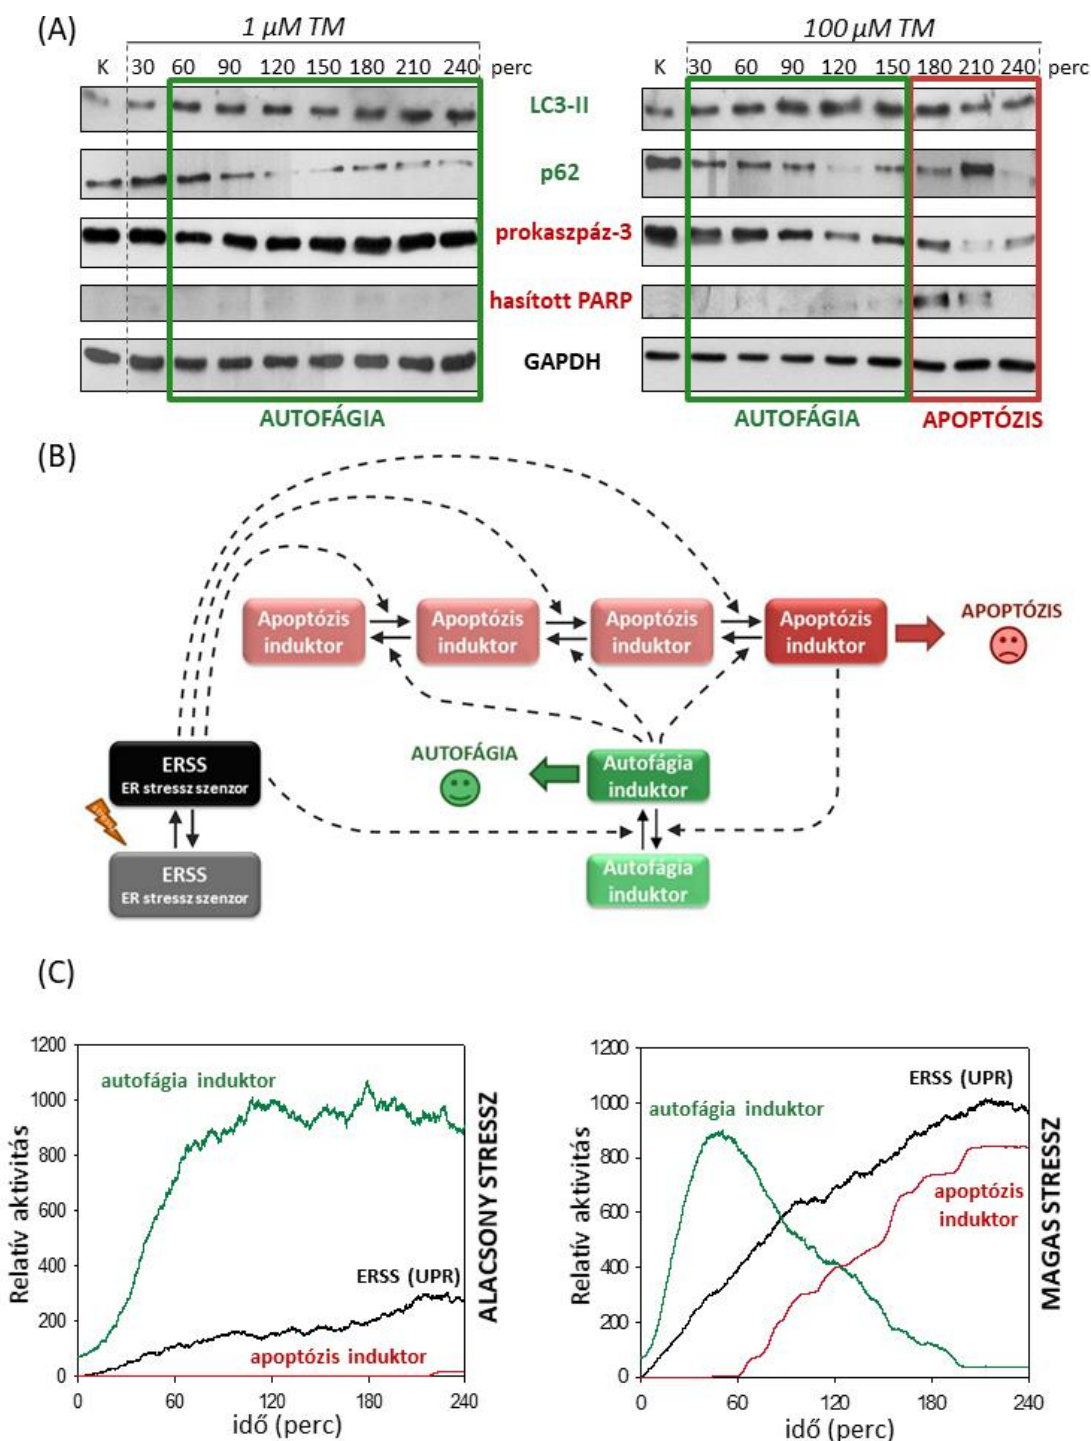 (A)
1 µM TM
100 µM TM
K 30 60 90 120 150 180 210 240 perc
K 30 60 90 120 150 180 210 240 perc
LC3-II
p62
prokaszpáz-3
hasított PARP
GAPDH
AUTOFÁGIA
AUTOFÁGIA
APOPTÓZIS
(B)
Apoptózis
induktor
Apoptózis
induktor
Apoptózis
induktor
Apoptózis
induktor
APOPTÓZIS
ERSS
ER stressz szenzor
AUTOFÁGIA
Autofágia
induktor
ERSS
ER stressz szenzor
Autofágia
induktor
(C)
Relatív aktivitás
1200
1000
800
600
400
200
0
autofágia induktor
ERSS (UPR)
apoptózis induktor
0 60 120 180 240
idő (perc)
ALACSONY STRESSZ
Relatív aktivitás
1200
1000
800
600
400
200
0
ERSS (UPR)
autofágia induktor
apoptózis
induktor
0 60 120 180 240
idő (perc)
MAGAS STRESSZ